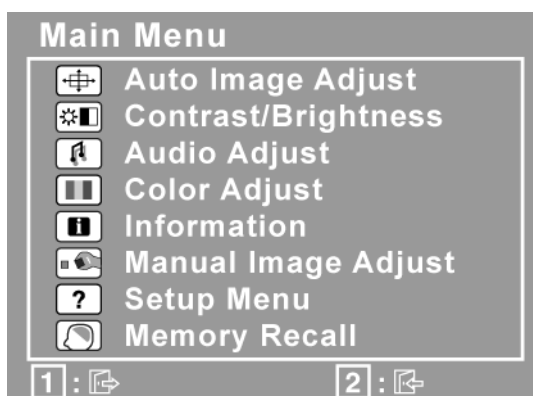 Main Menu
Auto Image Adjust
Contrast/Brightness
Audio Adjust
Color Adjust
i Information
Manual Image Adjust
? Setup Menu
Memory Recall
1 : 2 :